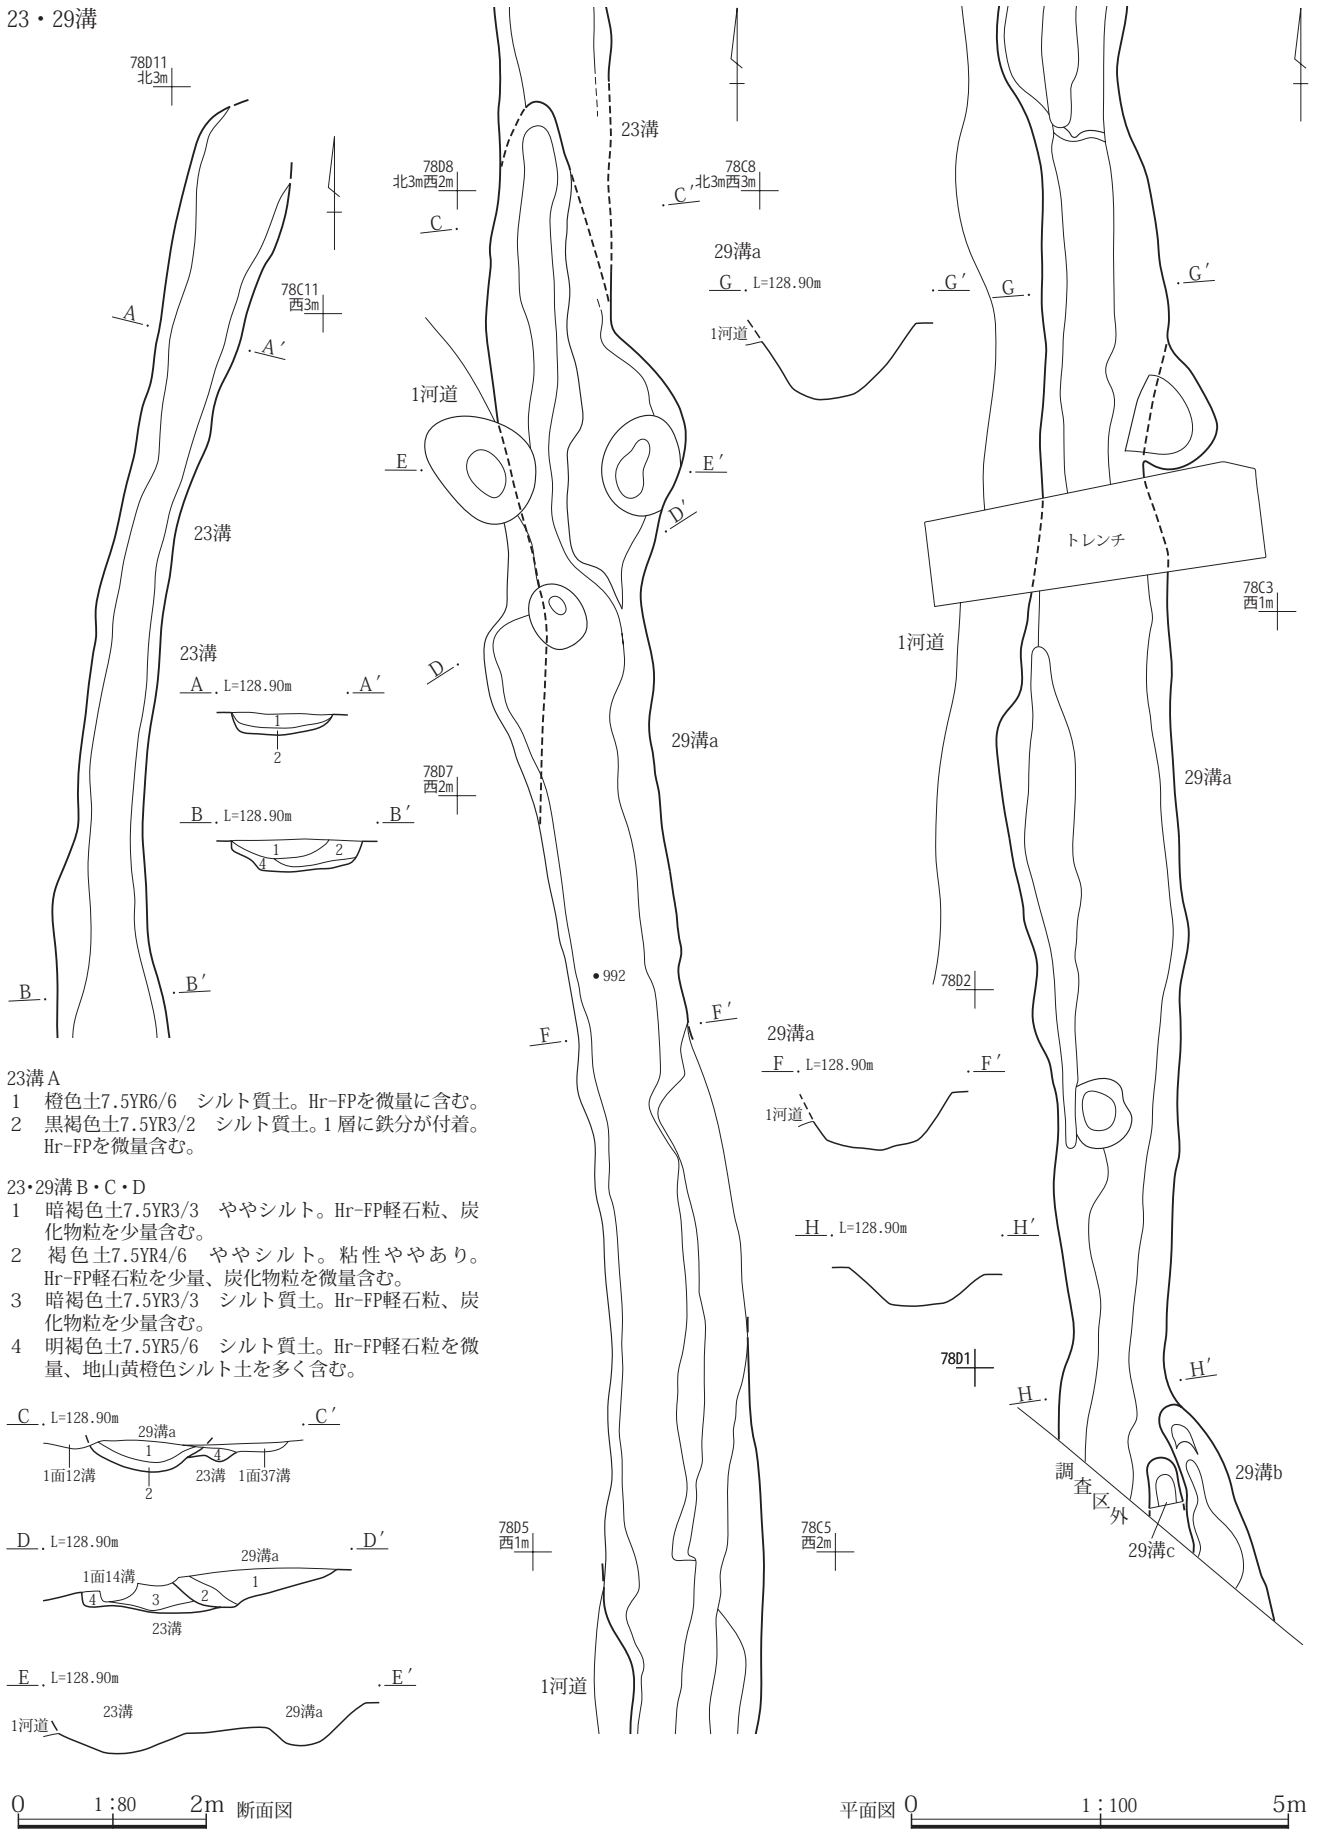 23・29溝
78D11
北3m
78C11
西3m
A
A′
23溝
B
B′
23溝
A L=128.90m A′
1
2
B L=128.90m B′
1 2
4
78D8
北3m西2m
23溝
78C8
北3m西3m
C
C′
1河道
E
E′
D′
D
29溝a
78D7
西2m
992
F
F′
78D5
西1m
78C5
西2m
1河道
29溝a
G L=128.90m G′
1河道
G
G′
トレンチ
78C3
西1m
1河道
29溝a
78D2
29溝a
F L=128.90m F′
1河道
H L=128.90m H′
78D1
H
H′
調査区外
29溝b
29溝c
23溝A
1 橙色土7.5YR6/6 シルト質土。Hr-FPを微量に含む。
2 黒褐色土7.5YR3/2 シルト質土。1層に鉄分が付着。
Hr-FPを微量含む。
23・29溝B・C・D
1 暗褐色土7.5YR3/3 ややシルト。Hr-FP軽石粒、炭
化物粒を少量含む。
2 褐色土7.5YR4/6 ややシルト。粘性ややあり。
Hr-FP軽石粒を少量、炭化物粒を微量含む。
3 暗褐色土7.5YR3/3 シルト質土。Hr-FP軽石粒、炭
化物粒を少量含む。
4 明褐色土7.5YR5/6 シルト質土。Hr-FP軽石粒を微
量、地山黄橙色シルト土を多く含む。
C L=128.90m C′
29溝a
1 4
1面12溝 23溝 1面37溝
2
D L=128.90m D′
29溝a
1面14溝
4 3 2 1
23溝
E L=128.90m E′
23溝 29溝a
1河道
0 1:80 2m 断面図
平面図 0 1:100 5m